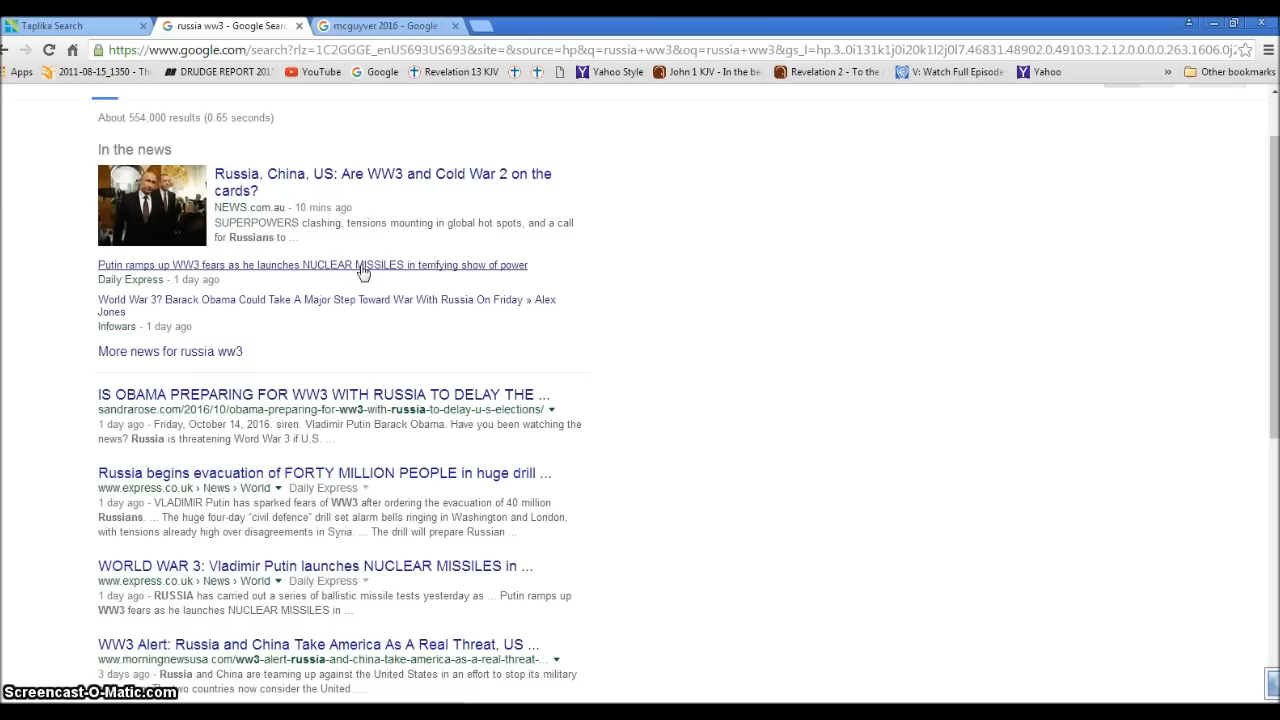 Taplika Search
russia ww3 - Google Sear
mcguyver 2016 - Google
https://www.google.com/search?rlz=1C2GGGE_enUS693US693&site=&source=hp&q=russia+ww3&oq=russia+ww3&gs_l=hp.3..0i131k1j0i20k1l2j0l7.46831.48902.0.49103.12.12.0.0.0.0.263.1606.0j
Apps
2011-08-15_1350 - Th
DRUDGE REPORT 201
YouTube
Google
Revelation 13 KJV
Yahoo Style
John 1 KJV - In the be
Revelation 2 - To the
V: Watch Full Episode
Yahoo
»
Other bookmarks
About 554,000 results (0.65 seconds)
In the news
Russia, China, US: Are WW3 and Cold War 2 on the
cards?
NEWS.com.au - 10 mins ago
SUPERPOWERS clashing, tensions mounting in global hot spots, and a call
for Russians to ...
Putin ramps up WW3 fears as he launches NUCLEAR MISSILES in terrifying show of power
Daily Express - 1 day ago
World War 3? Barack Obama Could Take A Major Step Toward War With Russia On Friday » Alex
Jones
Infowars - 1 day ago
More news for russia ww3
IS OBAMA PREPARING FOR WW3 WITH RUSSIA TO DELAY THE ...
sandrarose.com/2016/10/obama-preparing-for-ww3-with-russia-to-delay-u-s-elections/
1 day ago - Friday, October 14, 2016. siren. Vladimir Putin Barack Obama. Have you been watching the
news? Russia is threatening Word War 3 if U.S. ...
Russia begins evacuation of FORTY MILLION PEOPLE in huge drill ...
www.express.co.uk › News › World Daily Express
1 day ago - VLADIMIR Putin has sparked fears of WW3 after ordering the evacuation of 40 million
Russians. ... The huge four-day “civil defence” drill set alarm bells ringing in Washington and London,
with tensions already high over disagreements in Syria. ... The drill will prepare Russian ...
WORLD WAR 3: Vladimir Putin launches NUCLEAR MISSILES in ...
www.express.co.uk › News › World Daily Express
1 day ago - RUSSIA has carried out a series of ballistic missile tests yesterday as ... Putin ramps up
WW3 fears as he launches NUCLEAR MISSILES in ...
WW3 Alert: Russia and China Take America As A Real Threat, US ...
www.morningnewsusa.com/ww3-alert-russia-and-china-take-america-as-a-real-threat-...
3 days ago - Russia and China are teaming up against the United States in an effort to stop its military
two countries now consider the United
Screencast-O-Matic.com